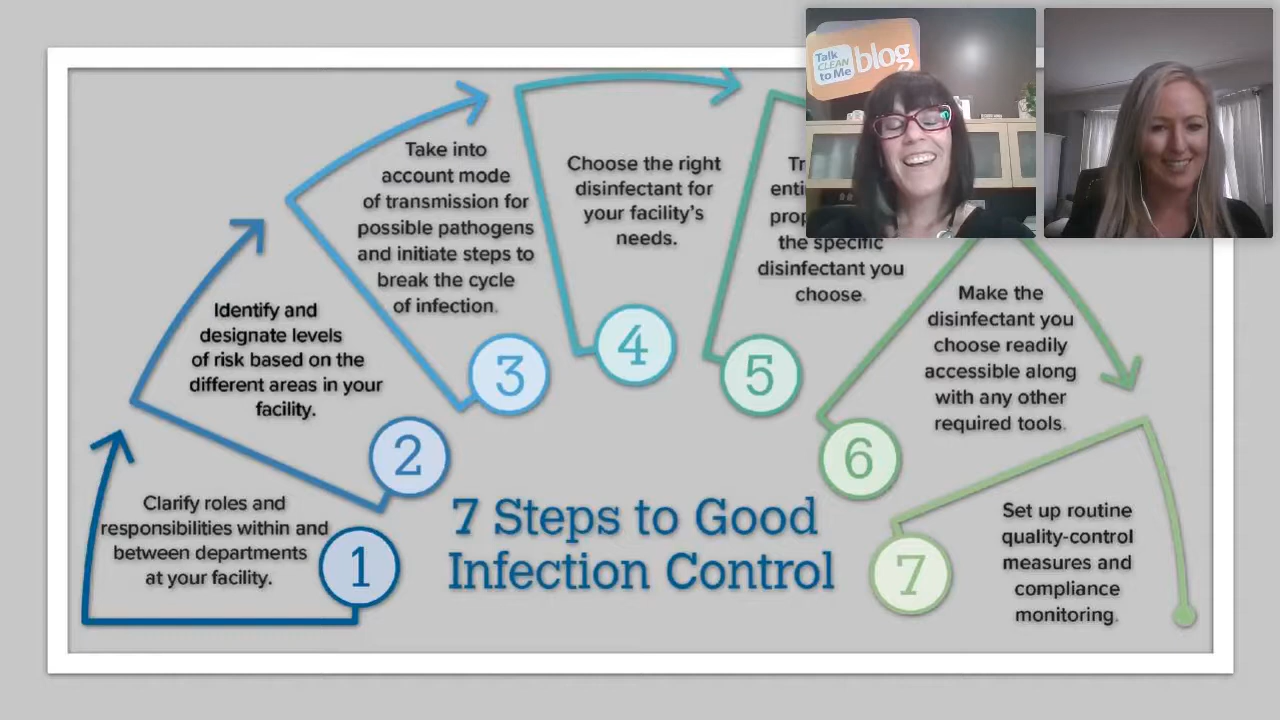 Talk
CLEAN
to Me
blog
Clarify roles and
responsibilities within and
between departments
at your facility.
1
Identify and
designate levels
of risk based on the
different areas in your
facility.
2
Take into
account mode
of transmission for
possible pathogens
and initiate steps to
break the cycle
of infection.
3
Choose the right
disinfectant for
your facility's
needs.
4
the specific
disinfectant you
choose.
5
Make the
disinfectant you
choose readily
accessible along
with any other
required tools.
6
Set up routine
quality-control
measures and
compliance
monitoring.
7
7 Steps to Good
Infection Control